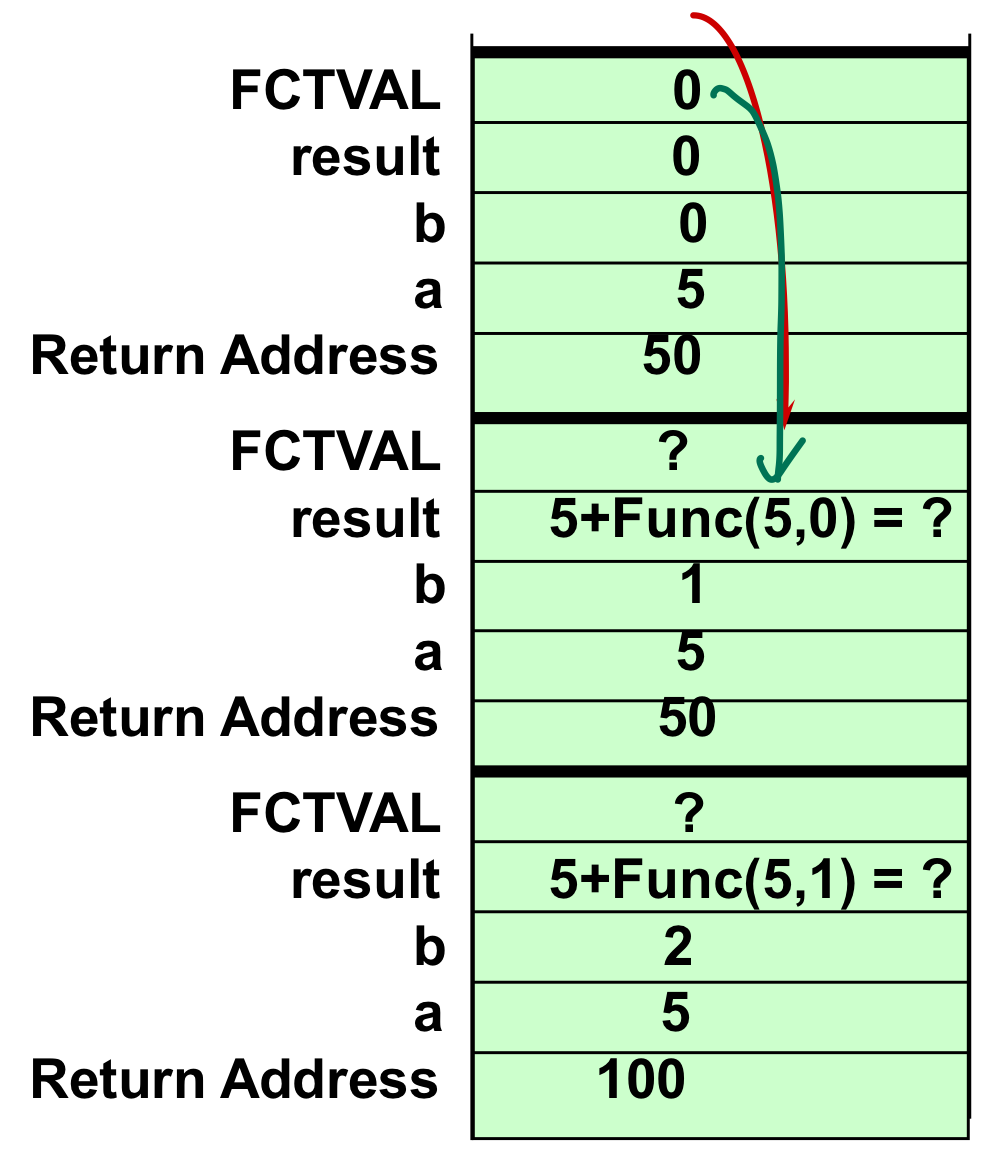 FCTVAL 0
result 0
b 0
a 5
Return Address 50
FCTVAL ?
result 5+Func(5,0) = ?
b 1
a 5
Return Address 50
FCTVAL ?
result 5+Func(5,1) = ?
b 2
a 5
Return Address 100